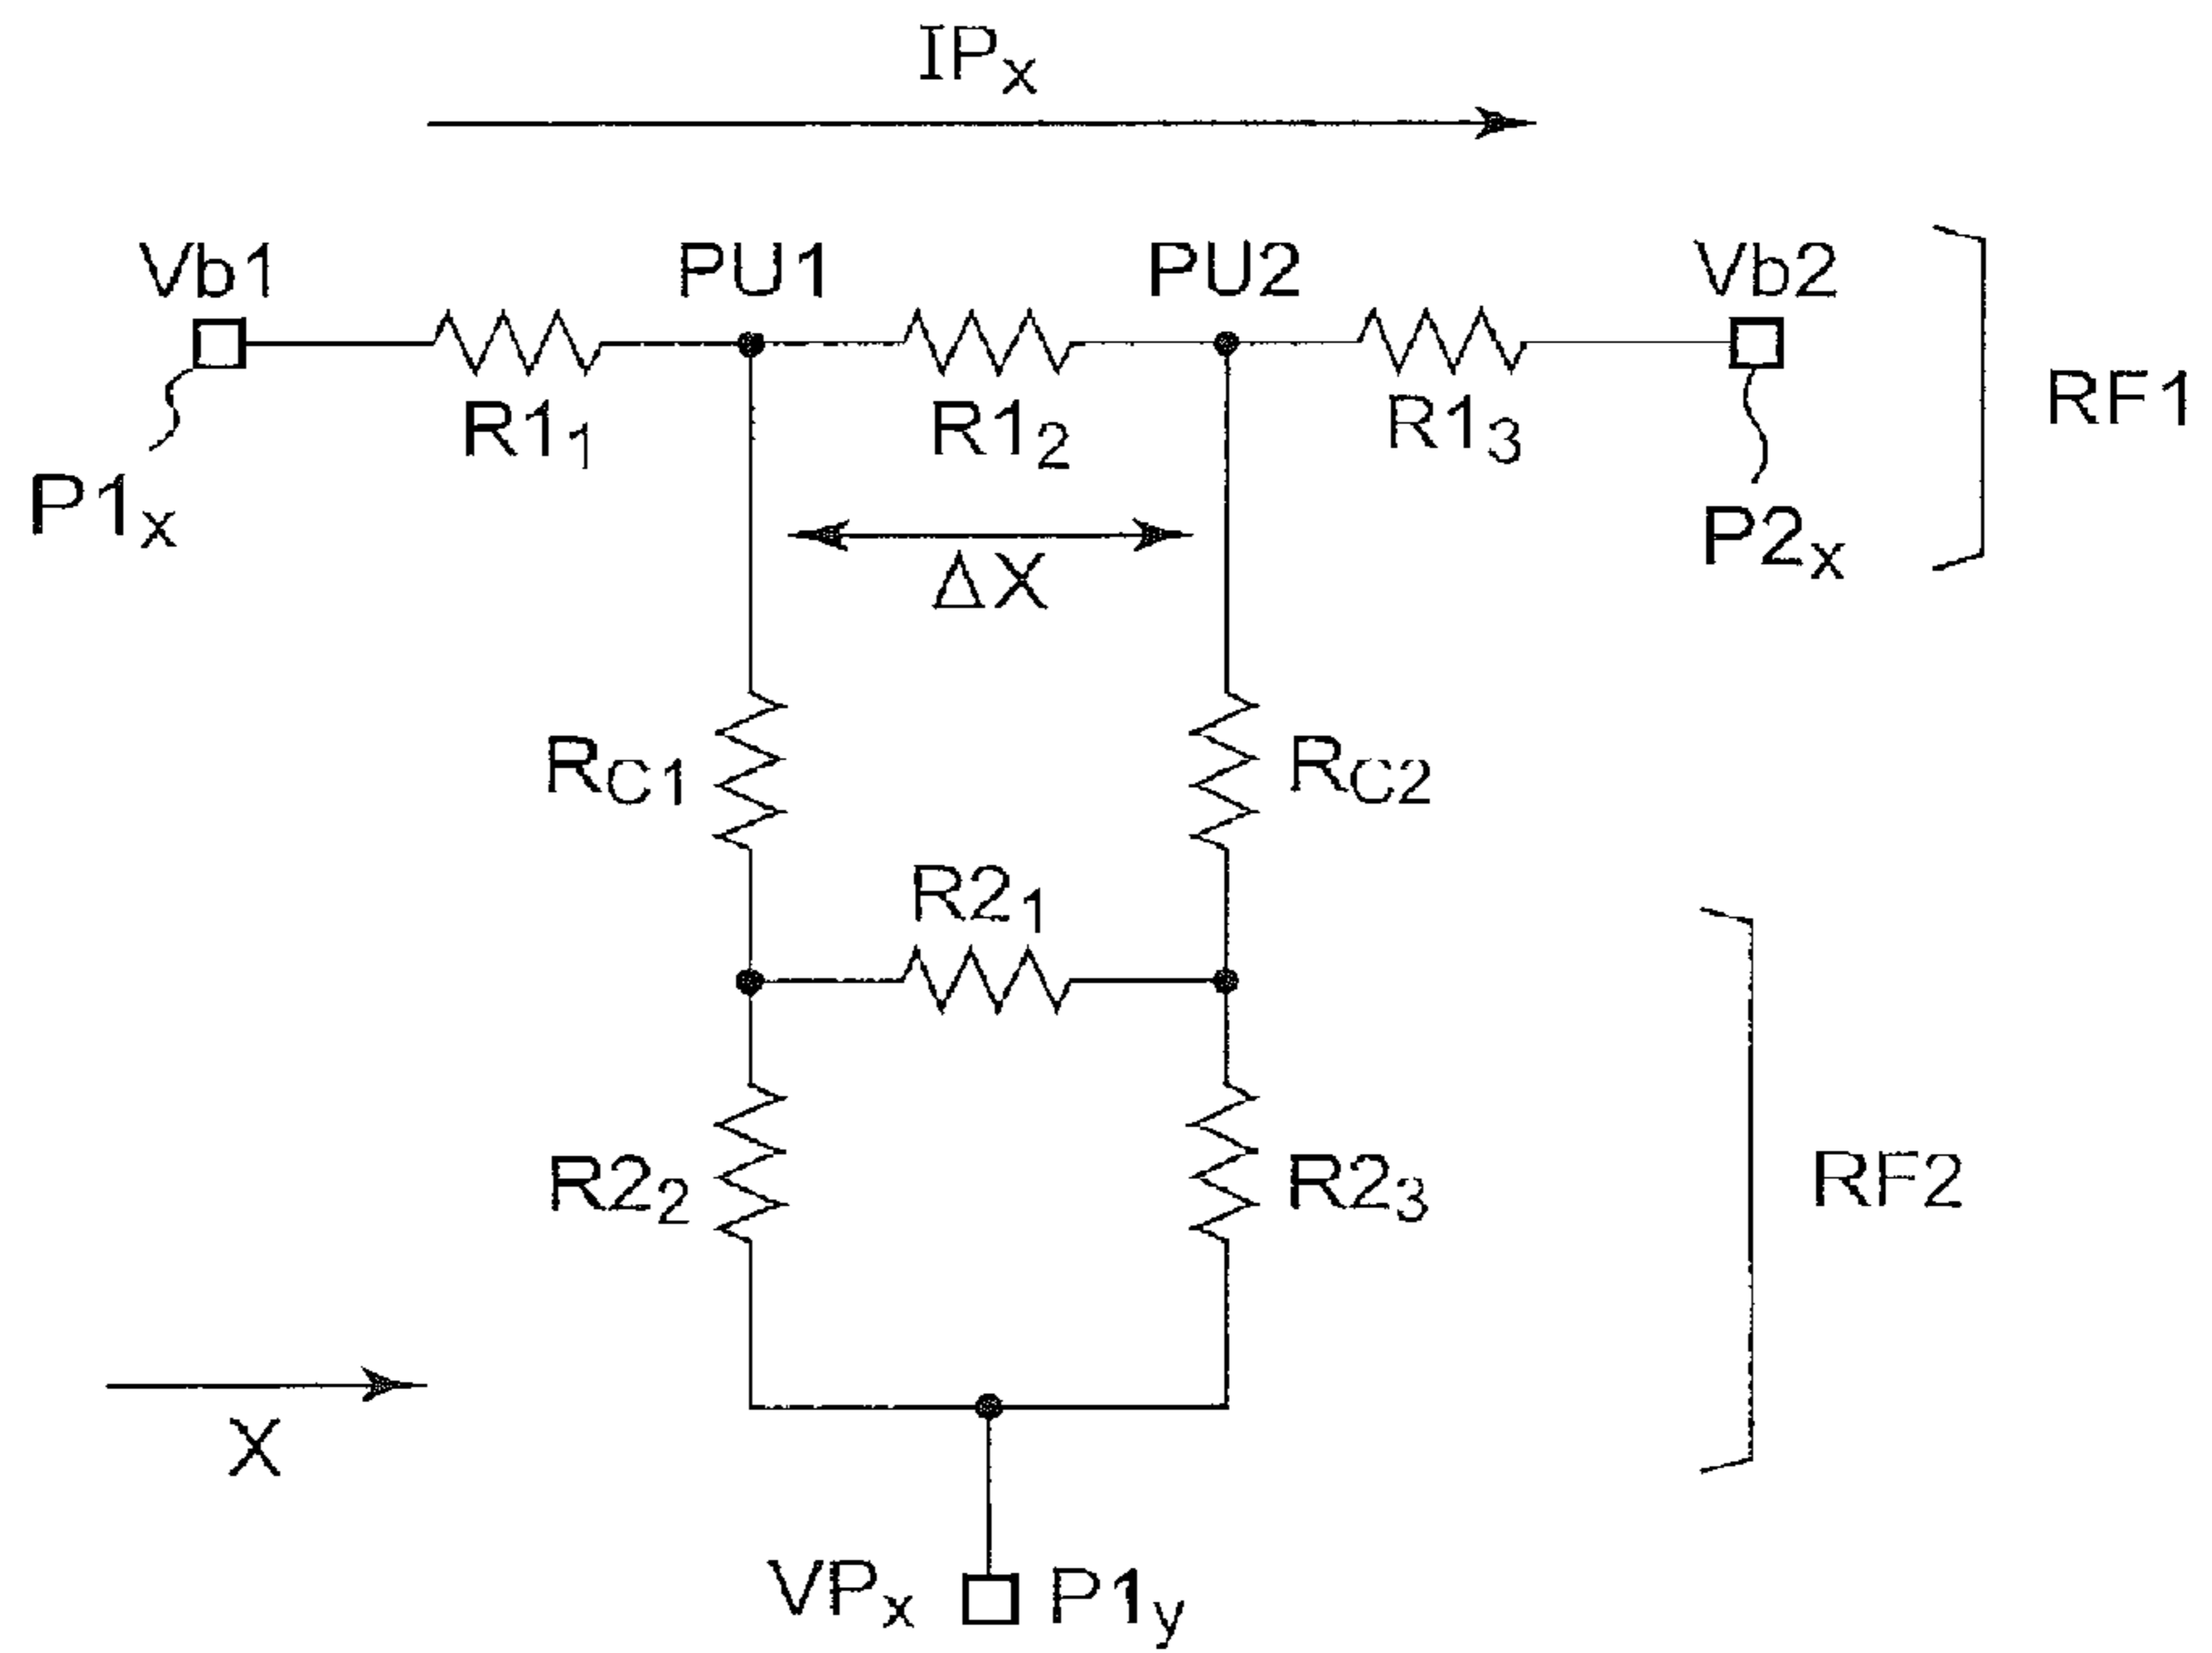 IPx
Vb1 PU1 PU2 Vb2
R1₁ R1₂ R1₃ RF1
P1x P2x
ΔX
RC1 RC2
R2₁
R2₂ R2₃ RF2
X
VPx P1y